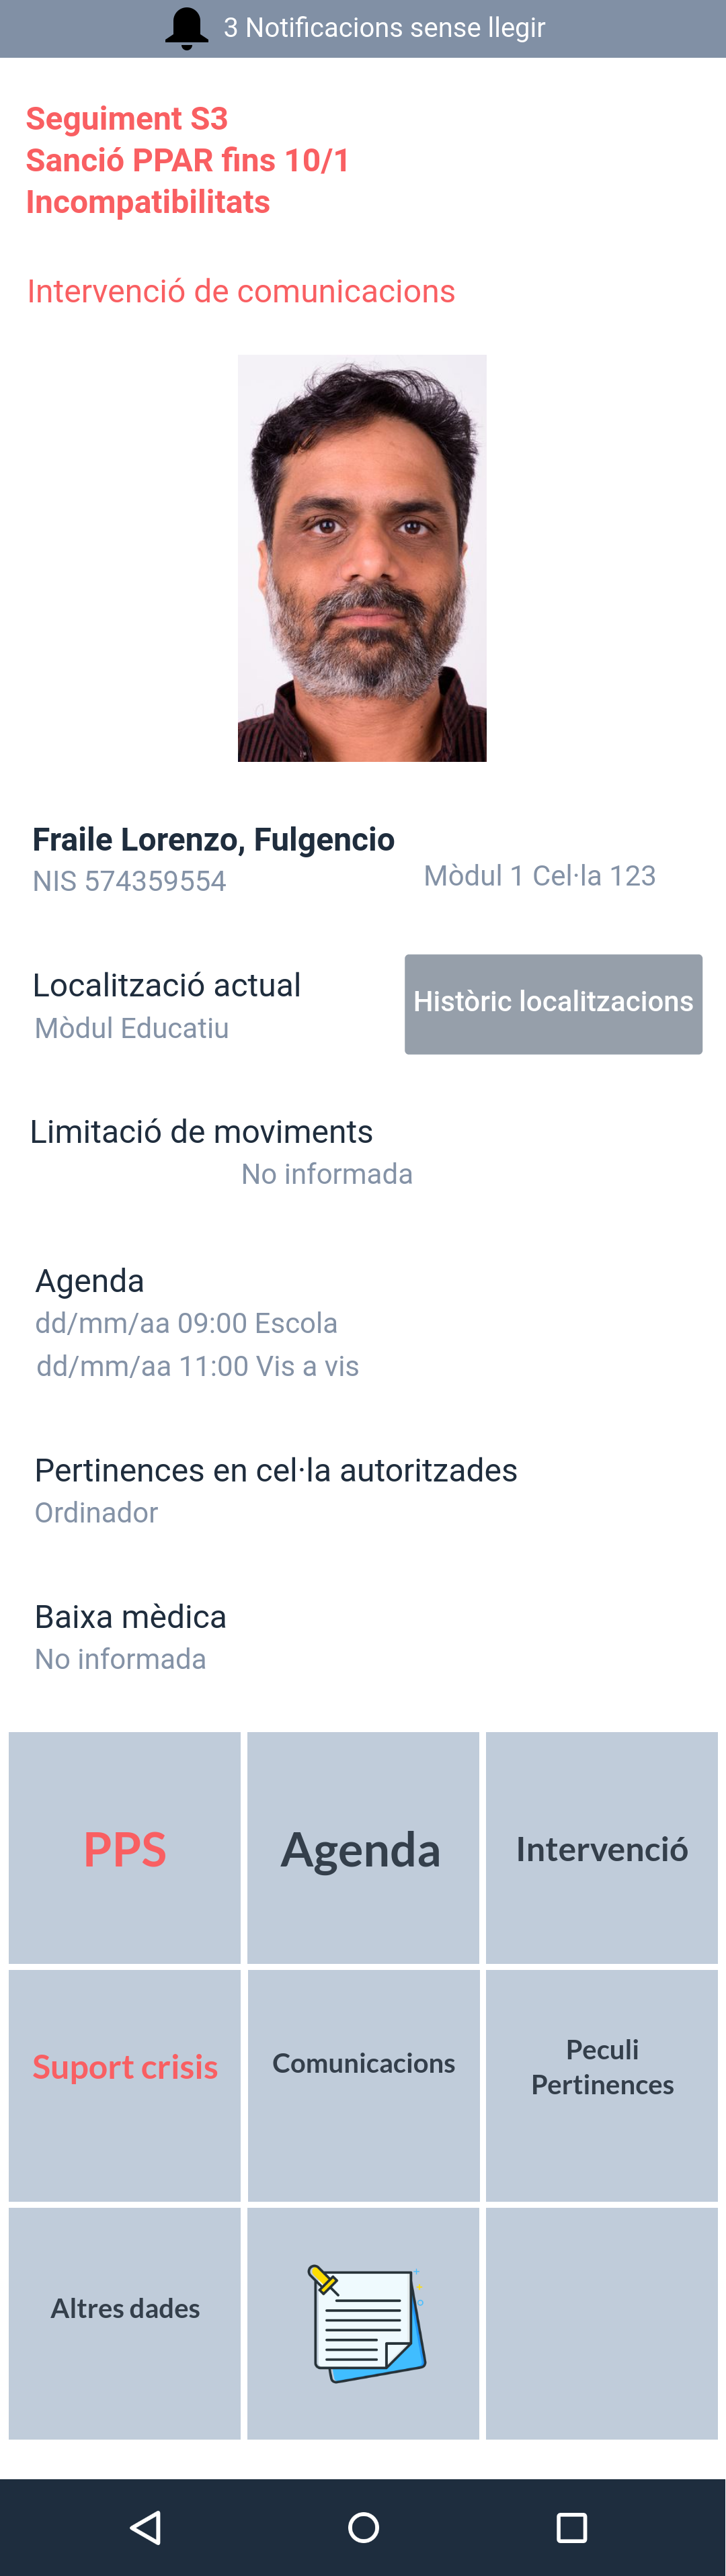 3 Notificacions sense llegir
Seguiment S3
Sanció PPAR fins 10/1
Incompatibilitats
Intervenció de comunicacions
Fraile Lorenzo, Fulgencio
NIS 574359554
Mòdul 1 Cel·la 123
Localització actual
Mòdul Educatiu
Històric localitzacions
Limitació de moviments
No informada
Agenda
dd/mm/aa 09:00 Escola
dd/mm/aa 11:00 Vis a vis
Pertinences en cel·la autoritzades
Ordinador
Baixa mèdica
No informada
PPS
Agenda
Intervenció
Suport crisis
Comunicacions
Peculi
Pertinences
Altres dades